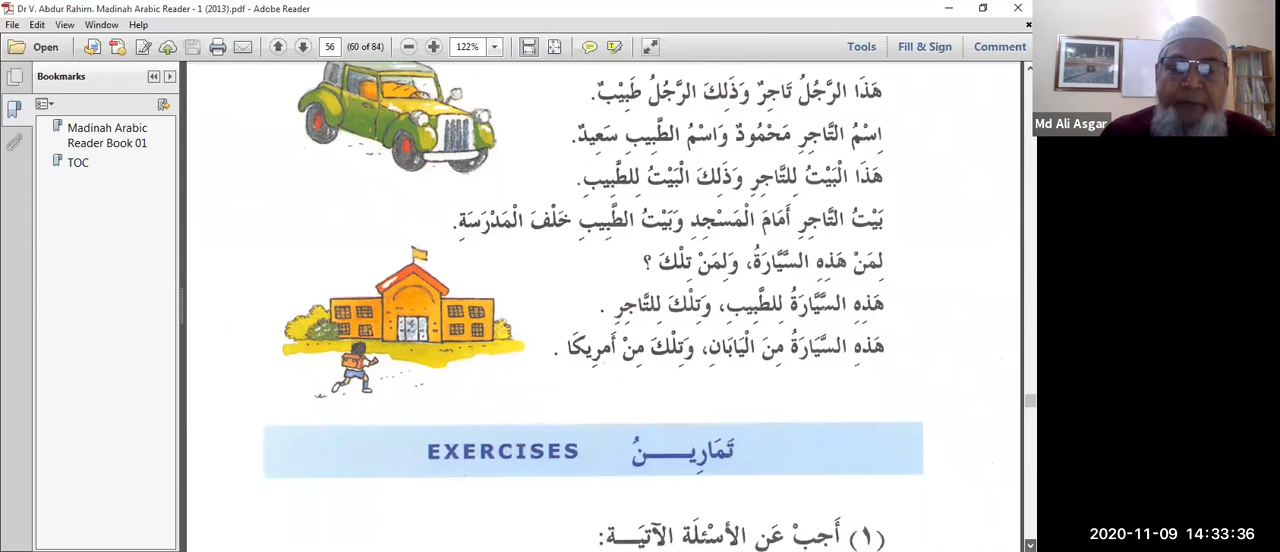 Dr V. Abdur Rahim. Madinah Arabic Reader - 1 (2013).pdf - Adobe Reader
File Edit View Window Help
Open 56 (60 of 84) 122% Tools Fill & Sign Comment
Bookmarks
Madinah Arabic Reader Book 01
TOC
هَذَا الرَّجُلُ تَاجِرٌ وَذَلِكَ الرَّجُلُ طَبِيْبٌ.
اِسْمُ التَّاجِرِ مَحْمُودٌ وَاسْمُ الطَّبِيبِ سَعِيدٌ.
هَذَا الْبَيْتُ لِلتَّاجِرِ وَذَلِكَ الْبَيْتُ لِلطَّبِيبِ.
بَيْتُ التَّاجِرِ أَمَامَ الْمَسْجِدِ وَبَيْتُ الطَّبِيبِ خَلْفَ الْمَدْرَسَةِ.
لِمَنْ هَذِهِ السَّيَّارَةُ، وَلِمَنْ تِلْكَ ؟
هَذِهِ السَّيَّارَةُ لِلطَّبِيبِ، وَتِلْكَ لِلتَّاجِرِ .
هَذِهِ السَّيَارَةُ مِنَ الْيَابَانِ، وَتِلْكَ مِنْ أَمرِيكَا .
EXERCISES تَمَارِيـــــنُ
(١) أَجِبْ عَنِ الأَسْئِلَةِ الآتِيَـــةِ:
Md Ali Asgar
2020-11-09 14:33:36